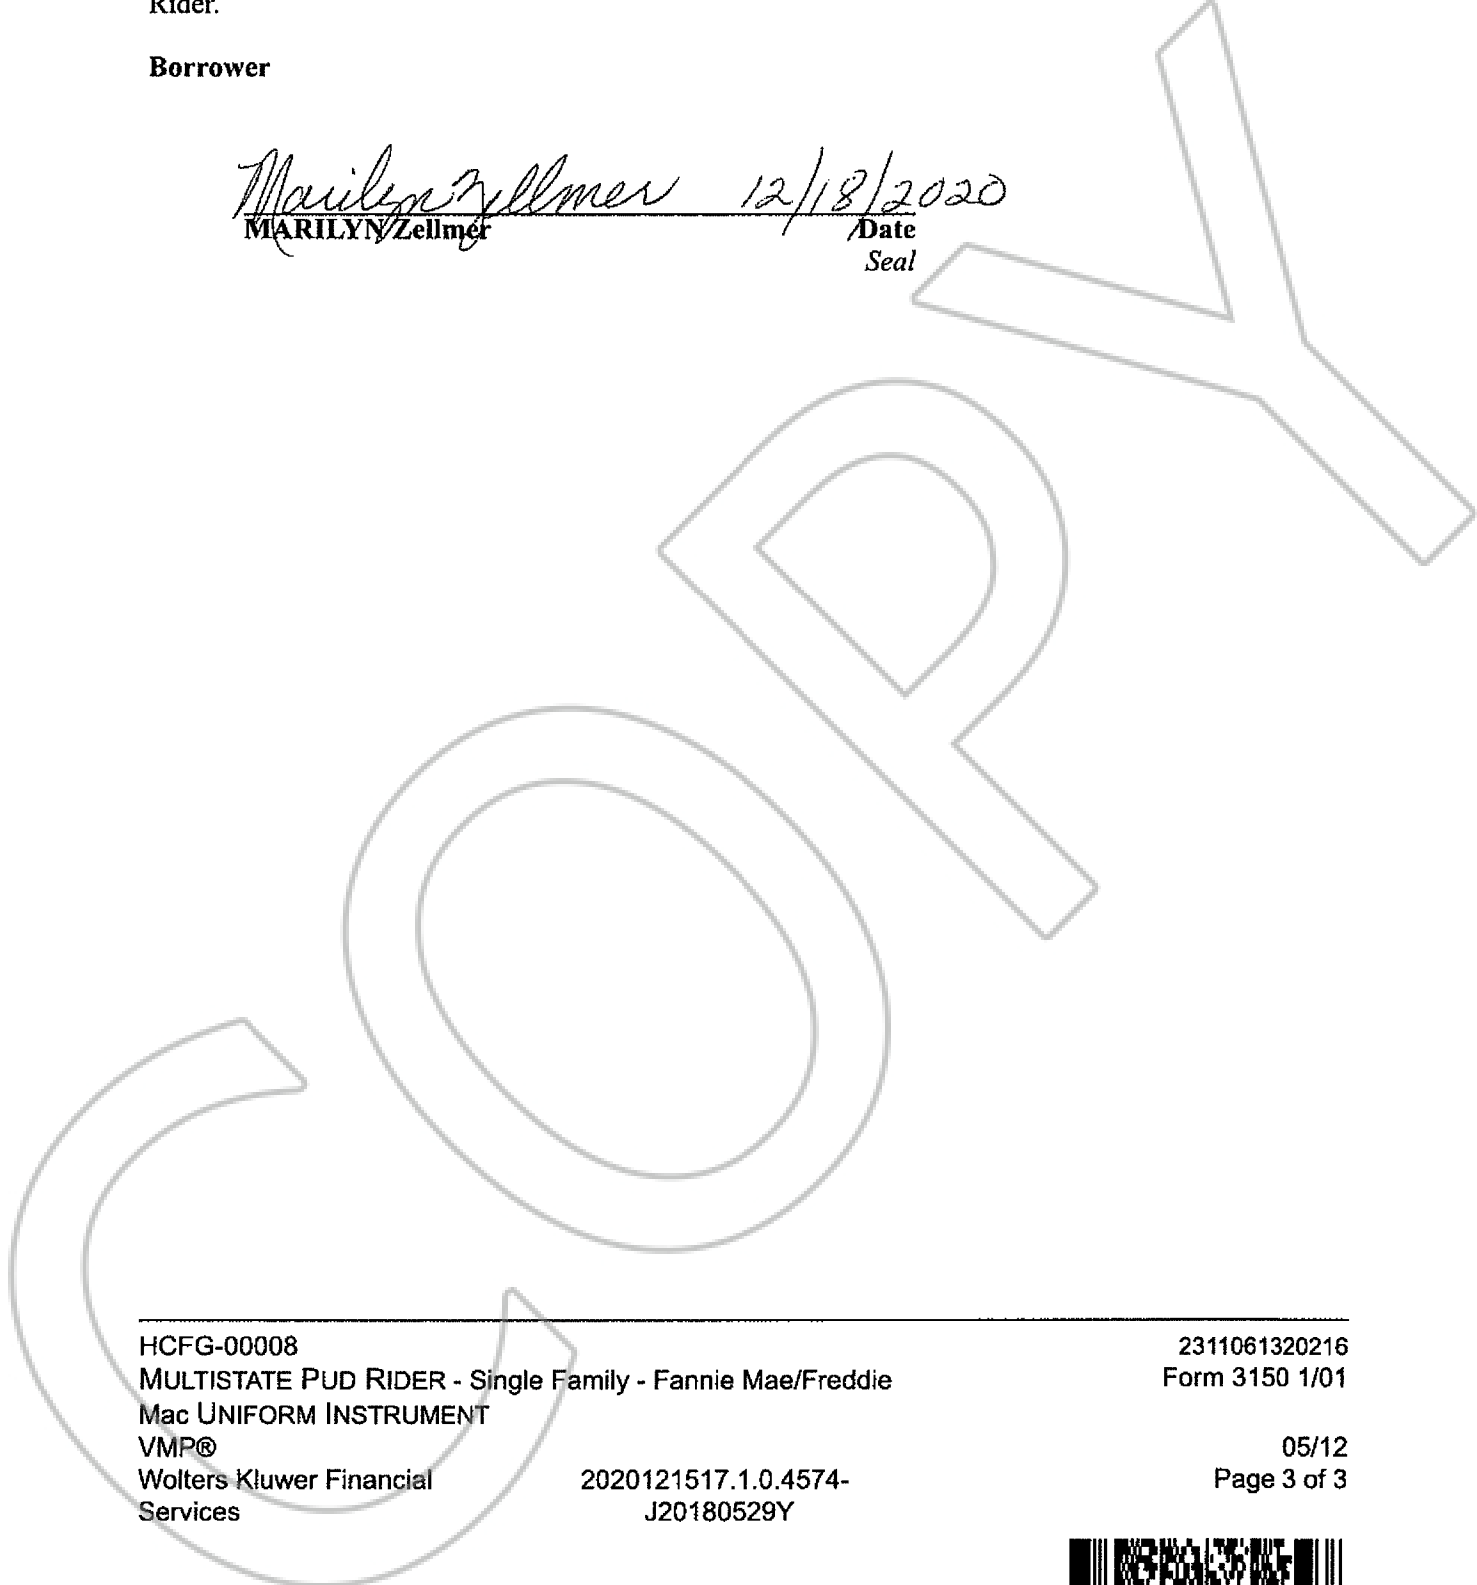 Rider.
Borrower
Marilyn Zellmer 12/18/2020
MARILYN Zellmer Date
Seal
COPY
HCFG-00008 2311061320216
MULTISTATE PUD RIDER - Single Family - Fannie Mae/Freddie Form 3150 1/01
Mac UNIFORM INSTRUMENT
VMP® 05/12
Wolters Kluwer Financial 2020121517.1.0.4574- Page 3 of 3
Services J20180529Y